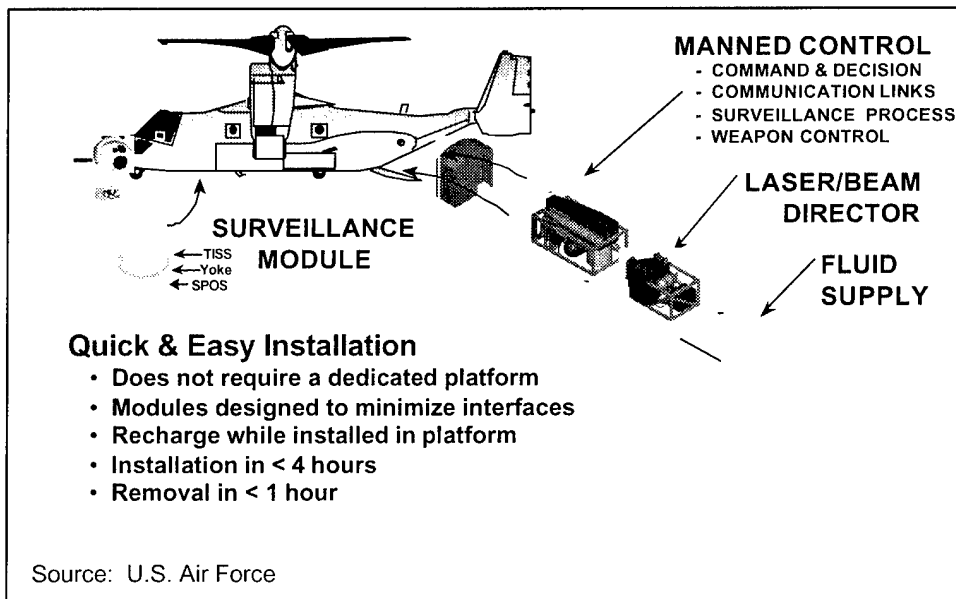 MANNED CONTROL
- COMMAND & DECISION
- COMMUNICATION LINKS
- SURVEILLANCE PROCESS
- WEAPON CONTROL
LASER/BEAM
DIRECTOR
FLUID
SUPPLY
SURVEILLANCE
MODULE
TISS
Yoke
SPOS
Quick & Easy Installation
• Does not require a dedicated platform
• Modules designed to minimize interfaces
• Recharge while installed in platform
• Installation in < 4 hours
• Removal in < 1 hour
Source: U.S. Air Force